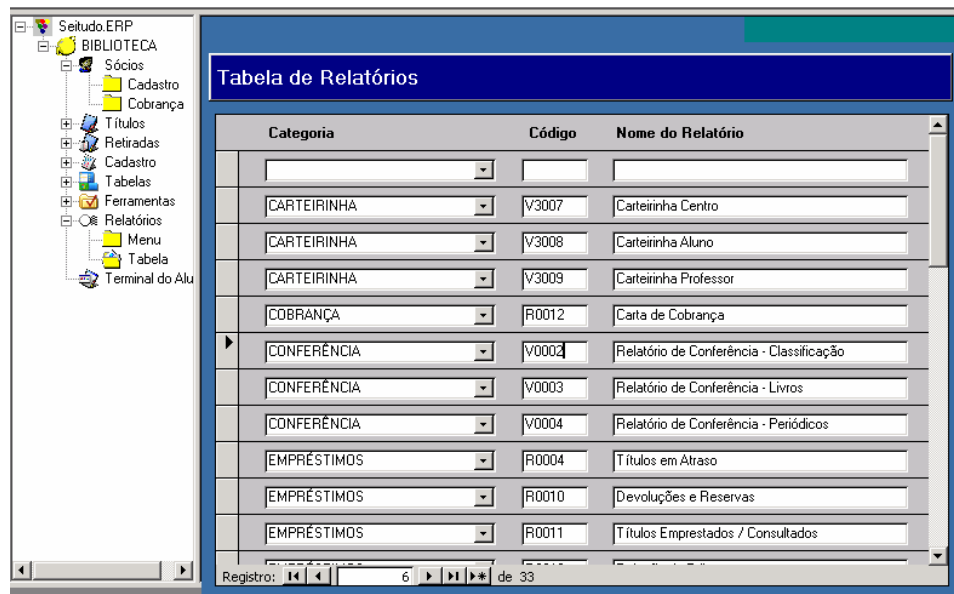 Seitudo.ERP
BIBLIOTECA
Sócios
Cadastro
Cobrança
Títulos
Retiradas
Cadastro
Tabelas
Ferramentas
Relatórios
Menu
Tabela
Terminal do Alu
Tabela de Relatórios
Categoria Código Nome do Relatório
CARTEIRINHA V3007 Carteirinha Centro
CARTEIRINHA V3008 Carteirinha Aluno
CARTEIRINHA V3009 Carteirinha Professor
COBRANÇA R0012 Carta de Cobrança
CONFERÊNCIA V0002 Relatório de Conferência - Classificação
CONFERÊNCIA V0003 Relatório de Conferência - Livros
CONFERÊNCIA V0004 Relatório de Conferência - Periódicos
EMPRÉSTIMOS R0004 Títulos em Atraso
EMPRÉSTIMOS R0010 Devoluções e Reservas
EMPRÉSTIMOS R0011 Títulos Emprestados / Consultados
Registro: 6 de 33